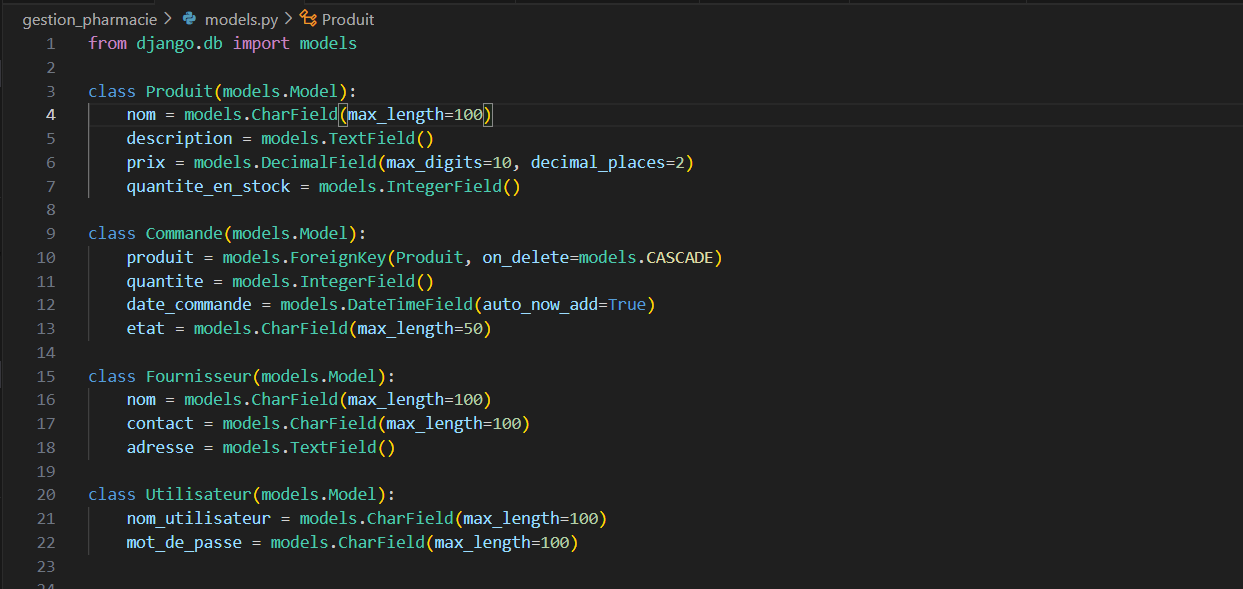 gestion_pharmacie > models.py > Produit
1 from django.db import models
2
3 class Produit(models.Model):
4     nom = models.CharField(max_length=100)
5     description = models.TextField()
6     prix = models.DecimalField(max_digits=10, decimal_places=2)
7     quantite_en_stock = models.IntegerField()
8
9 class Commande(models.Model):
10     produit = models.ForeignKey(Produit, on_delete=models.CASCADE)
11     quantite = models.IntegerField()
12     date_commande = models.DateTimeField(auto_now_add=True)
13     etat = models.CharField(max_length=50)
14
15 class Fournisseur(models.Model):
16     nom = models.CharField(max_length=100)
17     contact = models.CharField(max_length=100)
18     adresse = models.TextField()
19
20 class Utilisateur(models.Model):
21     nom_utilisateur = models.CharField(max_length=100)
22     mot_de_passe = models.CharField(max_length=100)
23
24